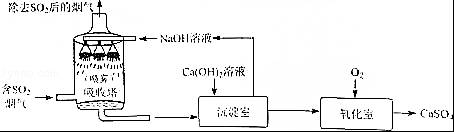 除去SO₂后的烟气
NaOH溶液
喷雾
吸收塔
含SO₂
烟气
Ca(OH)₂溶液
沉淀室
O₂
氧化室
CaSO₄